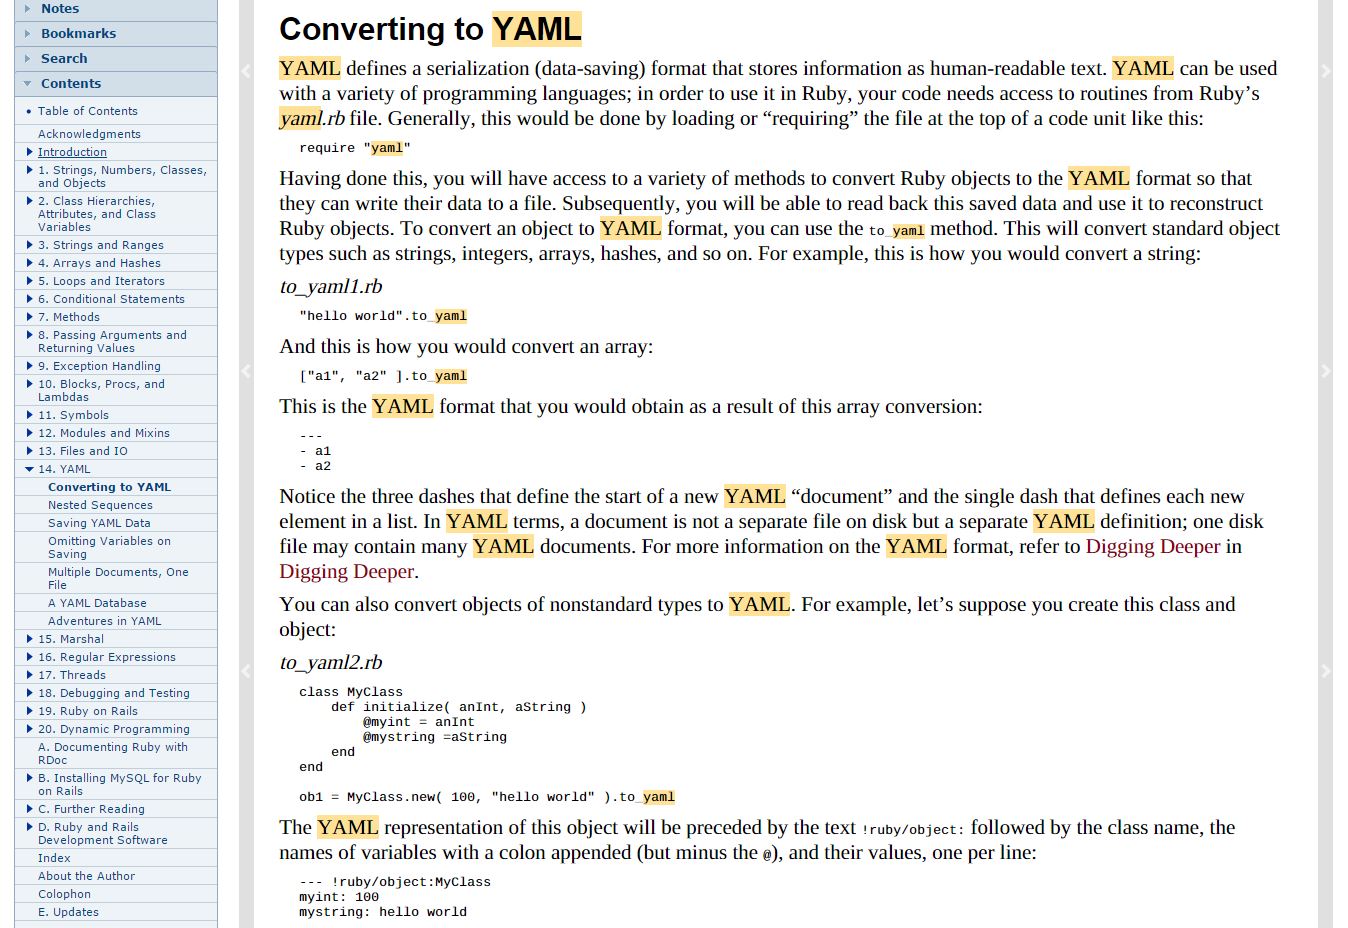 Notes
Bookmarks
Search
Contents
Table of Contents
Acknowledgments
Introduction
1. Strings, Numbers, Classes,
and Objects
2. Class Hierarchies,
Attributes, and Class
Variables
3. Strings and Ranges
4. Arrays and Hashes
5. Loops and Iterators
6. Conditional Statements
7. Methods
8. Passing Arguments and
Returning Values
9. Exception Handling
10. Blocks, Procs, and
Lambdas
11. Symbols
12. Modules and Mixins
13. Files and IO
14. YAML
Converting to YAML
Nested Sequences
Saving YAML Data
Omitting Variables on
Saving
Multiple Documents, One
File
A YAML Database
Adventures in YAML
15. Marshal
16. Regular Expressions
17. Threads
18. Debugging and Testing
19. Ruby on Rails
20. Dynamic Programming
A. Documenting Ruby with
RDoc
B. Installing MySQL for Ruby
on Rails
C. Further Reading
D. Ruby and Rails
Development Software
Index
About the Author
Colophon
E. Updates
Converting to YAML
YAML defines a serialization (data-saving) format that stores information as human-readable text. YAML can be used
with a variety of programming languages; in order to use it in Ruby, your code needs access to routines from Ruby’s
yaml.rb file. Generally, this would be done by loading or “requiring” the file at the top of a code unit like this:
require "yaml"
Having done this, you will have access to a variety of methods to convert Ruby objects to the YAML format so that
they can write their data to a file. Subsequently, you will be able to read back this saved data and use it to reconstruct
Ruby objects. To convert an object to YAML format, you can use the to_yaml method. This will convert standard object
types such as strings, integers, arrays, hashes, and so on. For example, this is how you would convert a string:
to_yaml1.rb
"hello world".to_yaml
And this is how you would convert an array:
["a1", "a2" ].to_yaml
This is the YAML format that you would obtain as a result of this array conversion:
---
- a1
- a2
Notice the three dashes that define the start of a new YAML “document” and the single dash that defines each new
element in a list. In YAML terms, a document is not a separate file on disk but a separate YAML definition; one disk
file may contain many YAML documents. For more information on the YAML format, refer to Digging Deeper in
Digging Deeper.
You can also convert objects of nonstandard types to YAML. For example, let’s suppose you create this class and
object:
to_yaml2.rb
class MyClass
    def initialize( anInt, aString )
        @myint = anInt
        @mystring =aString
    end
end
ob1 = MyClass.new( 100, "hello world" ).to_yaml
The YAML representation of this object will be preceded by the text !ruby/object: followed by the class name, the
names of variables with a colon appended (but minus the @), and their values, one per line:
--- !ruby/object:MyClass
myint: 100
mystring: hello world